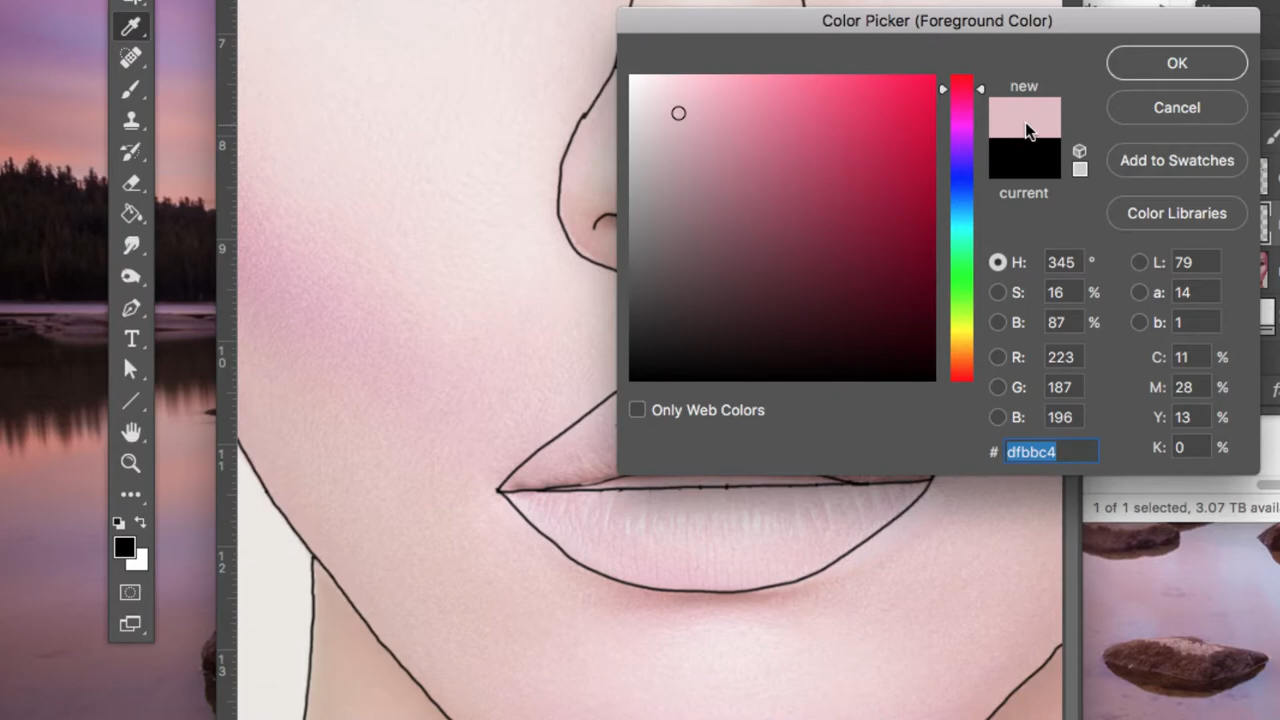 Color Picker (Foreground Color)
new
current
OK
Cancel
Add to Swatches
Color Libraries
H: 345 °
S: 16 %
B: 87 %
R: 223
G: 187
B: 196
# dfbbc4
L: 79
a: 14
b: 1
C: 11 %
M: 28 %
Y: 13 %
K: 0 %
Only Web Colors
1 of 1 selected, 3.07 TB avail
7
8
9
10
11
12
13
T